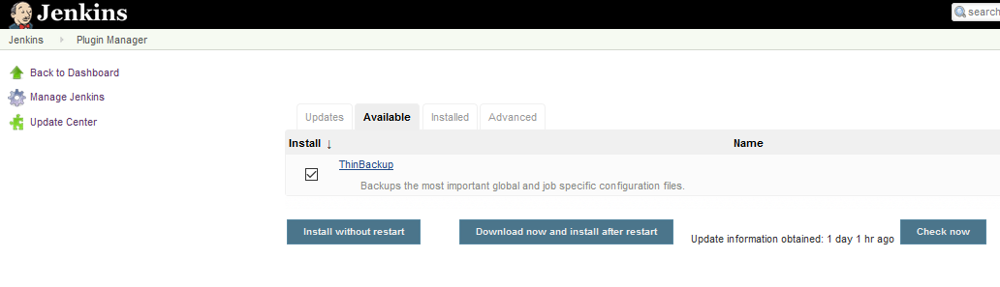 Jenkins
search
Jenkins Plugin Manager
Back to Dashboard
Manage Jenkins
Update Center
Updates Available Installed Advanced
Install ↓ Name
ThinBackup
Backups the most important global and job specific configuration files.
Install without restart Download now and install after restart Update information obtained: 1 day 1 hr ago Check now